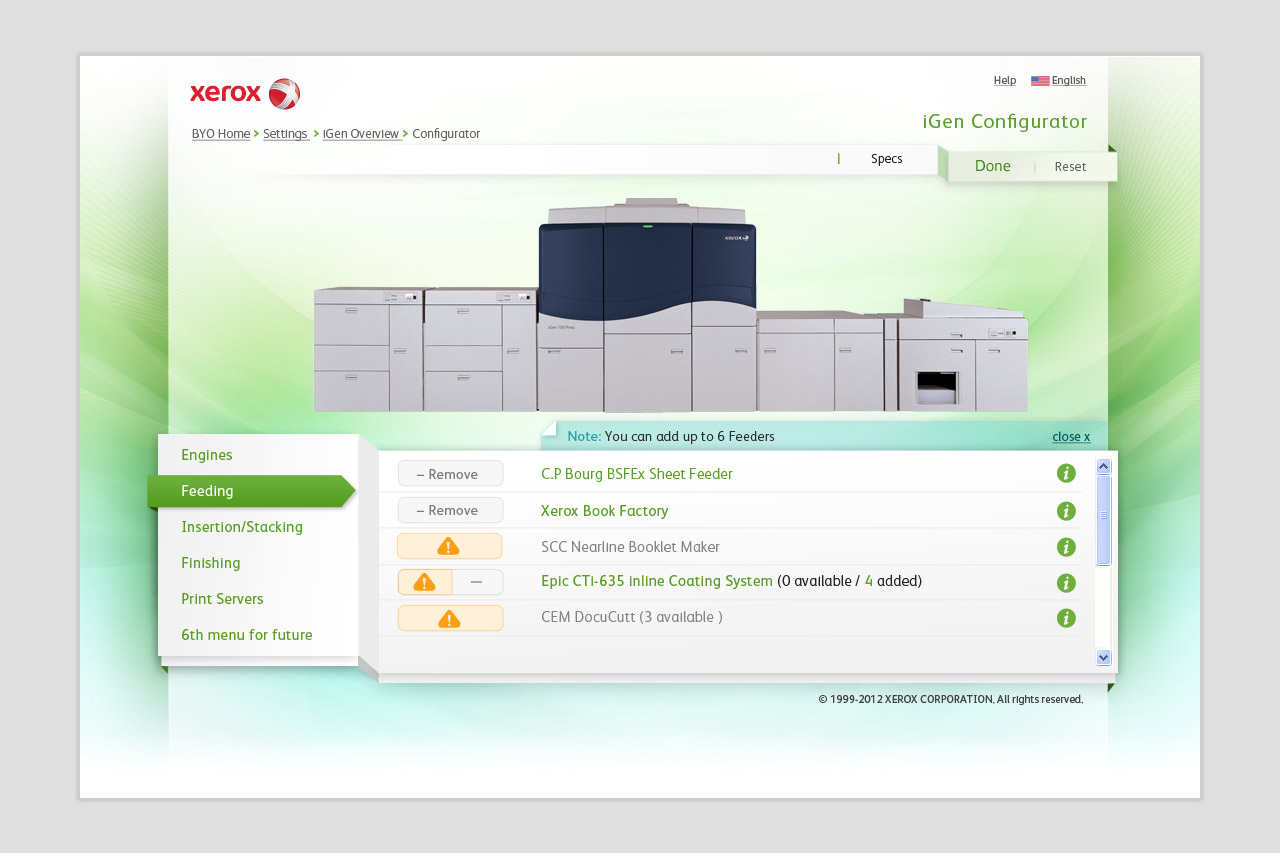 xerox
Help English
iGen Configurator
BYO Home > Settings > iGen Overview > Configurator
| Specs
Done | Reset
xerox
iGen 150 Press
Note: You can add up to 6 Feeders
close x
Engines
Feeding
Insertion/Stacking
Finishing
Print Servers
6th menu for future
– Remove C.P Bourg BSFEx Sheet Feeder
– Remove Xerox Book Factory
SCC Nearline Booklet Maker
Epic CTi-635 inline Coating System (0 available / 4 added)
CEM DocuCutt (3 available )
© 1999-2012 XEROX CORPORATION. All rights reserved.